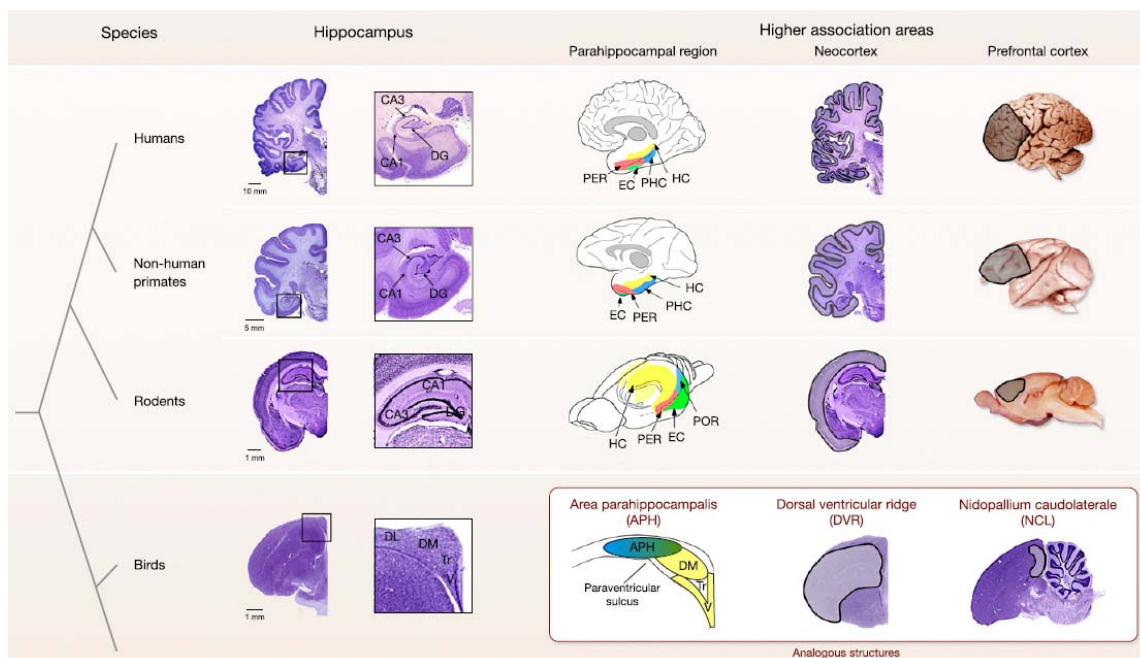 Species
Hippocampus
Higher association areas
Parahippocampal region
Neocortex
Prefrontal cortex
Humans
10 mm
CA3
CA1
DG
PER
EC
PHC
HC
Non-human
primates
5 mm
CA3
CA1
DG
EC
PER
PHC
HC
Rodents
1 mm
CA1
CA3
DG
HC
PER
EC
POR
Birds
1 mm
DL
DM
Tr
V
Area parahippocampalis
(APH)
APH
DM
Tr
V
Paraventricular
sulcus
Dorsal ventricular ridge
(DVR)
Nidopallium caudolaterale
(NCL)
Analogous structures